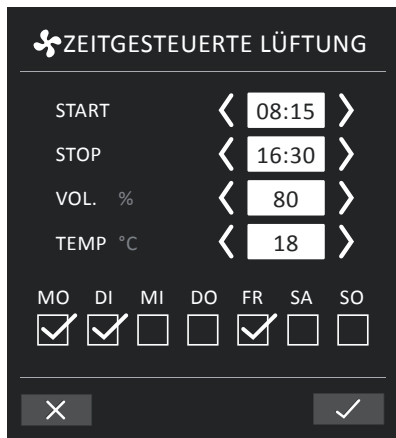 ZEITGESTEUERTE LÜFTUNG
START 08:15
STOP 16:30
VOL. % 80
TEMP °C 18
MO DI MI DO FR SA SO